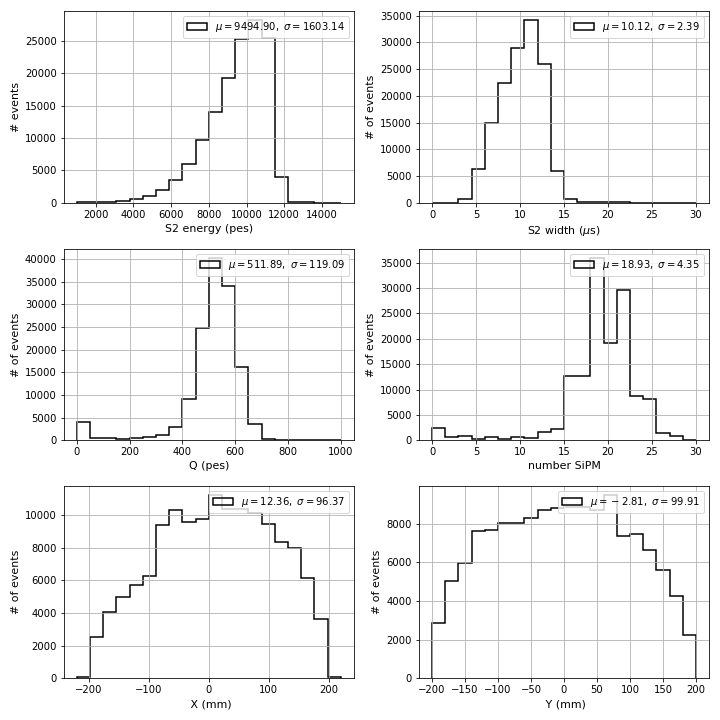 μ=9494.90, σ=1603.14
25000
20000
15000
10000
5000
0
# events
2000 4000 6000 8000 10000 12000 14000
S2 energy (pes)
μ=10.12, σ=2.39
35000
30000
25000
20000
15000
10000
5000
0
# of events
0 5 10 15 20 25 30
S2 width (μs)
μ=511.89, σ=119.09
40000
35000
30000
25000
20000
15000
10000
5000
0
# of events
0 200 400 600 800 1000
Q (pes)
μ=18.93, σ=4.35
35000
30000
25000
20000
15000
10000
5000
0
# of events
0 5 10 15 20 25 30
number SiPM
μ=12.36, σ=96.37
10000
8000
6000
4000
2000
0
# of events
−200 −100 0 100 200
X (mm)
μ=−2.81, σ=99.91
8000
6000
4000
2000
0
# of events
−200 −150 −100 −50 0 50 100 150 200
Y (mm)